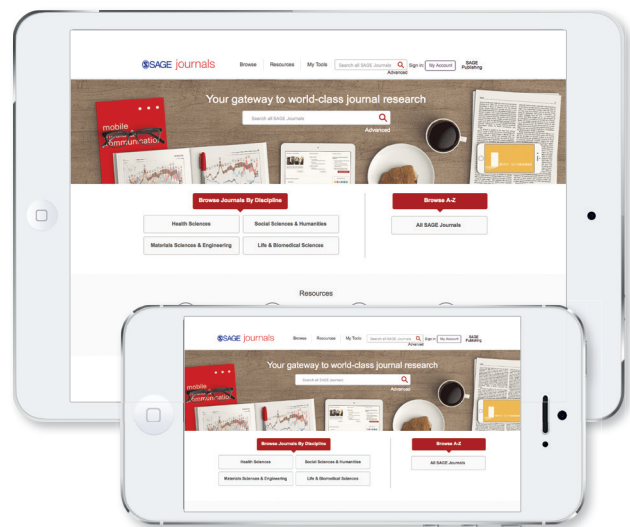 SAGE journals Browse Resources My Tools Search all SAGE Journals Sign in My Account SAGE Publishing
Advanced
Your gateway to world-class journal research
Search all SAGE Journals
Advanced
mobile
communication
Browse Journals By Discipline Browse A-Z
Health Sciences Social Sciences & Humanities All SAGE Journals
Materials Sciences & Engineering Life & Biomedical Sciences
Resources
SAGE journals Browse Resources My Tools Search all SAGE Journals Sign in My Account SAGE Publishing
Advanced
Your gateway to world-class journal research
Search all SAGE Journals
Advanced
mobile
Browse Journals By Discipline Browse A-Z
Health Sciences Social Sciences & Humanities All SAGE Journals
Materials Sciences & Engineering Life & Biomedical Sciences